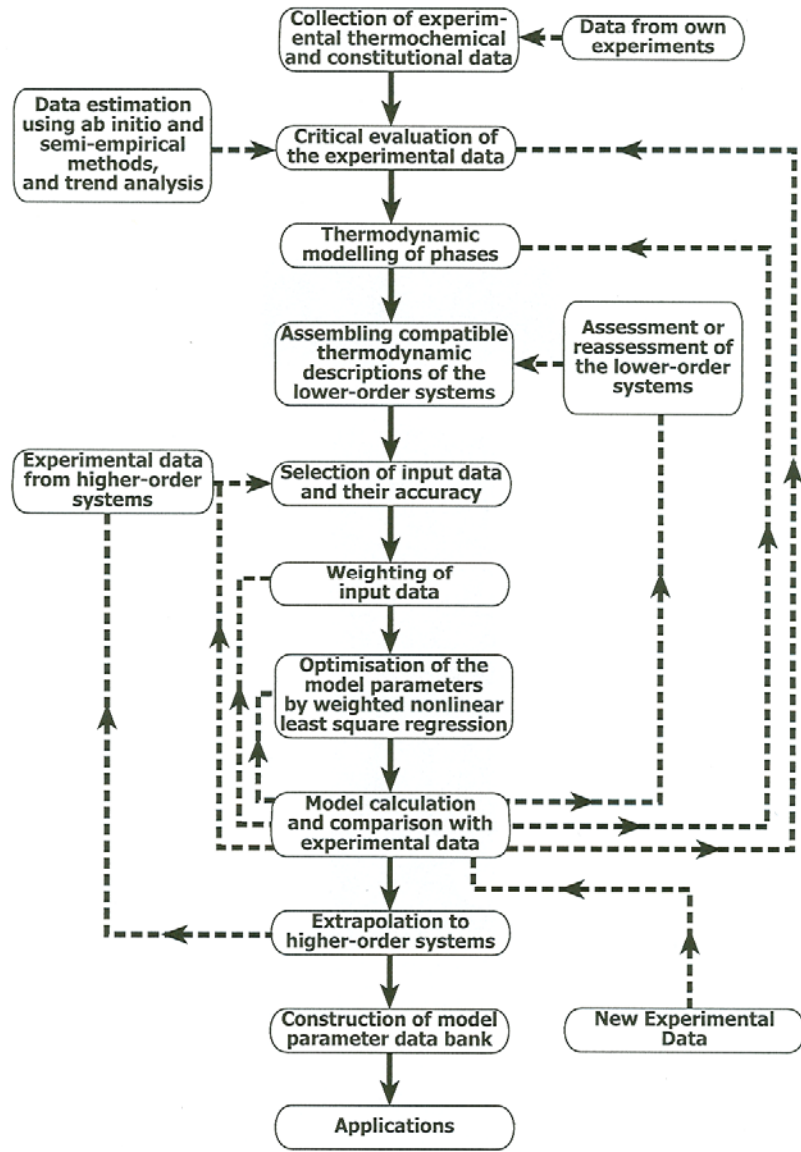 Collection of experim-
ental thermochemical
and constitutional data
Data from own
experiments
Data estimation
using ab initio and
semi-empirical
methods,
and trend analysis
Critical evaluation of
the experimental data
Thermodynamic
modelling of phases
Assembling compatible
thermodynamic
descriptions of the
lower-order systems
Assessment or
reassessment of
the lower-order
systems
Experimental data
from higher-order
systems
Selection of input data
and their accuracy
Weighting of
input data
Optimisation of the
model parameters
by weighted nonlinear
least square regression
Model calculation
and comparison with
experimental data
Extrapolation to
higher-order systems
Construction of model
parameter data bank
New Experimental
Data
Applications